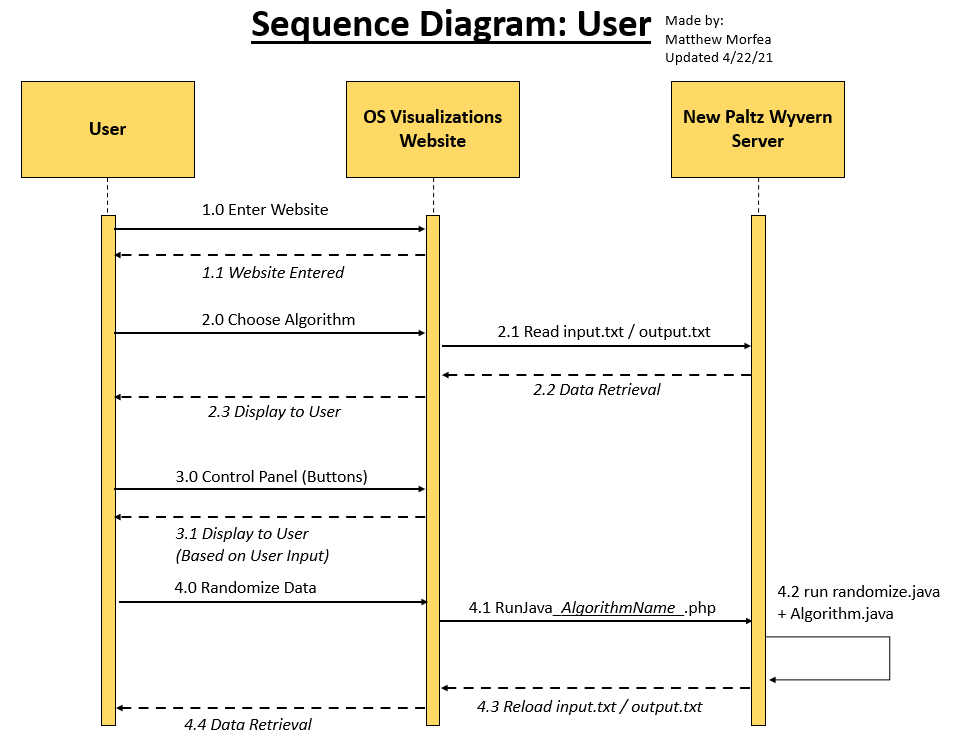 Sequence Diagram: User
Made by:
Matthew Morfea
Updated 4/22/21
User
OS Visualizations
Website
New Paltz Wyvern
Server
1.0 Enter Website
1.1 Website Entered
2.0 Choose Algorithm
2.1 Read input.txt / output.txt
2.2 Data Retrieval
2.3 Display to User
3.0 Control Panel (Buttons)
3.1 Display to User
(Based on User Input)
4.0 Randomize Data
4.1 RunJava_AlgorithmName_.php
4.2 run randomize.java
+ Algorithm.java
4.3 Reload input.txt / output.txt
4.4 Data Retrieval